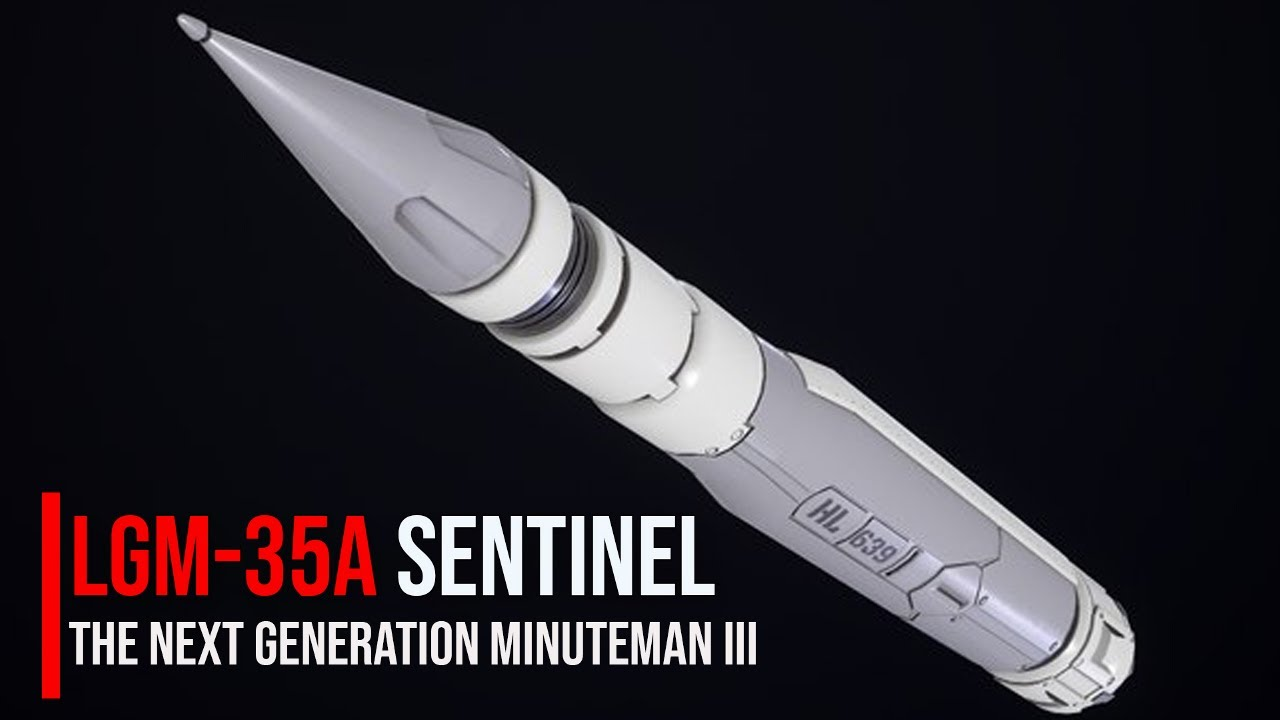 HL 639
LGM-35A SENTINEL
THE NEXT GENERATION MINUTEMAN III